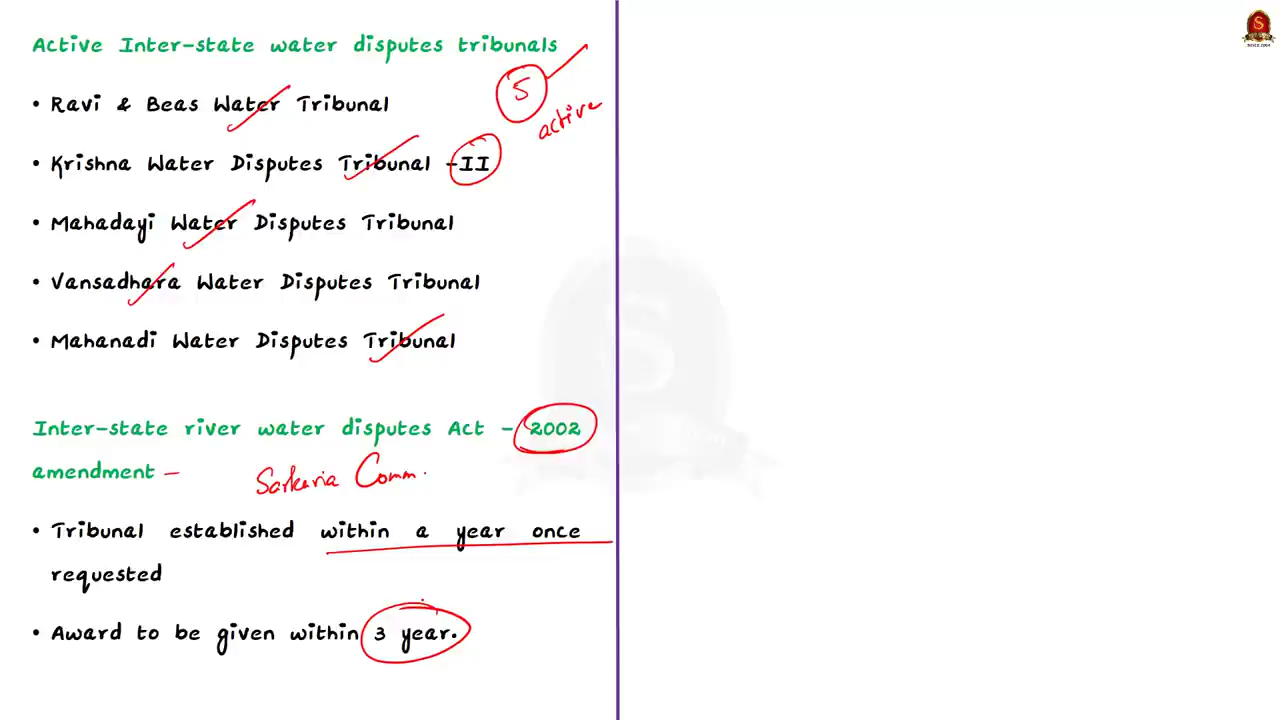 Active Inter-state water disputes tribunals
• Ravi & Beas Water Tribunal
5
active
• Krishna Water Disputes Tribunal -II
• Mahadayi Water Disputes Tribunal
• Vansadhara Water Disputes Tribunal
• Mahanadi Water Disputes Tribunal
Inter-state river water disputes Act - 2002
amendment - Sarkaria Comm.
• Tribunal established within a year once
requested
• Award to be given within 3 year.
S